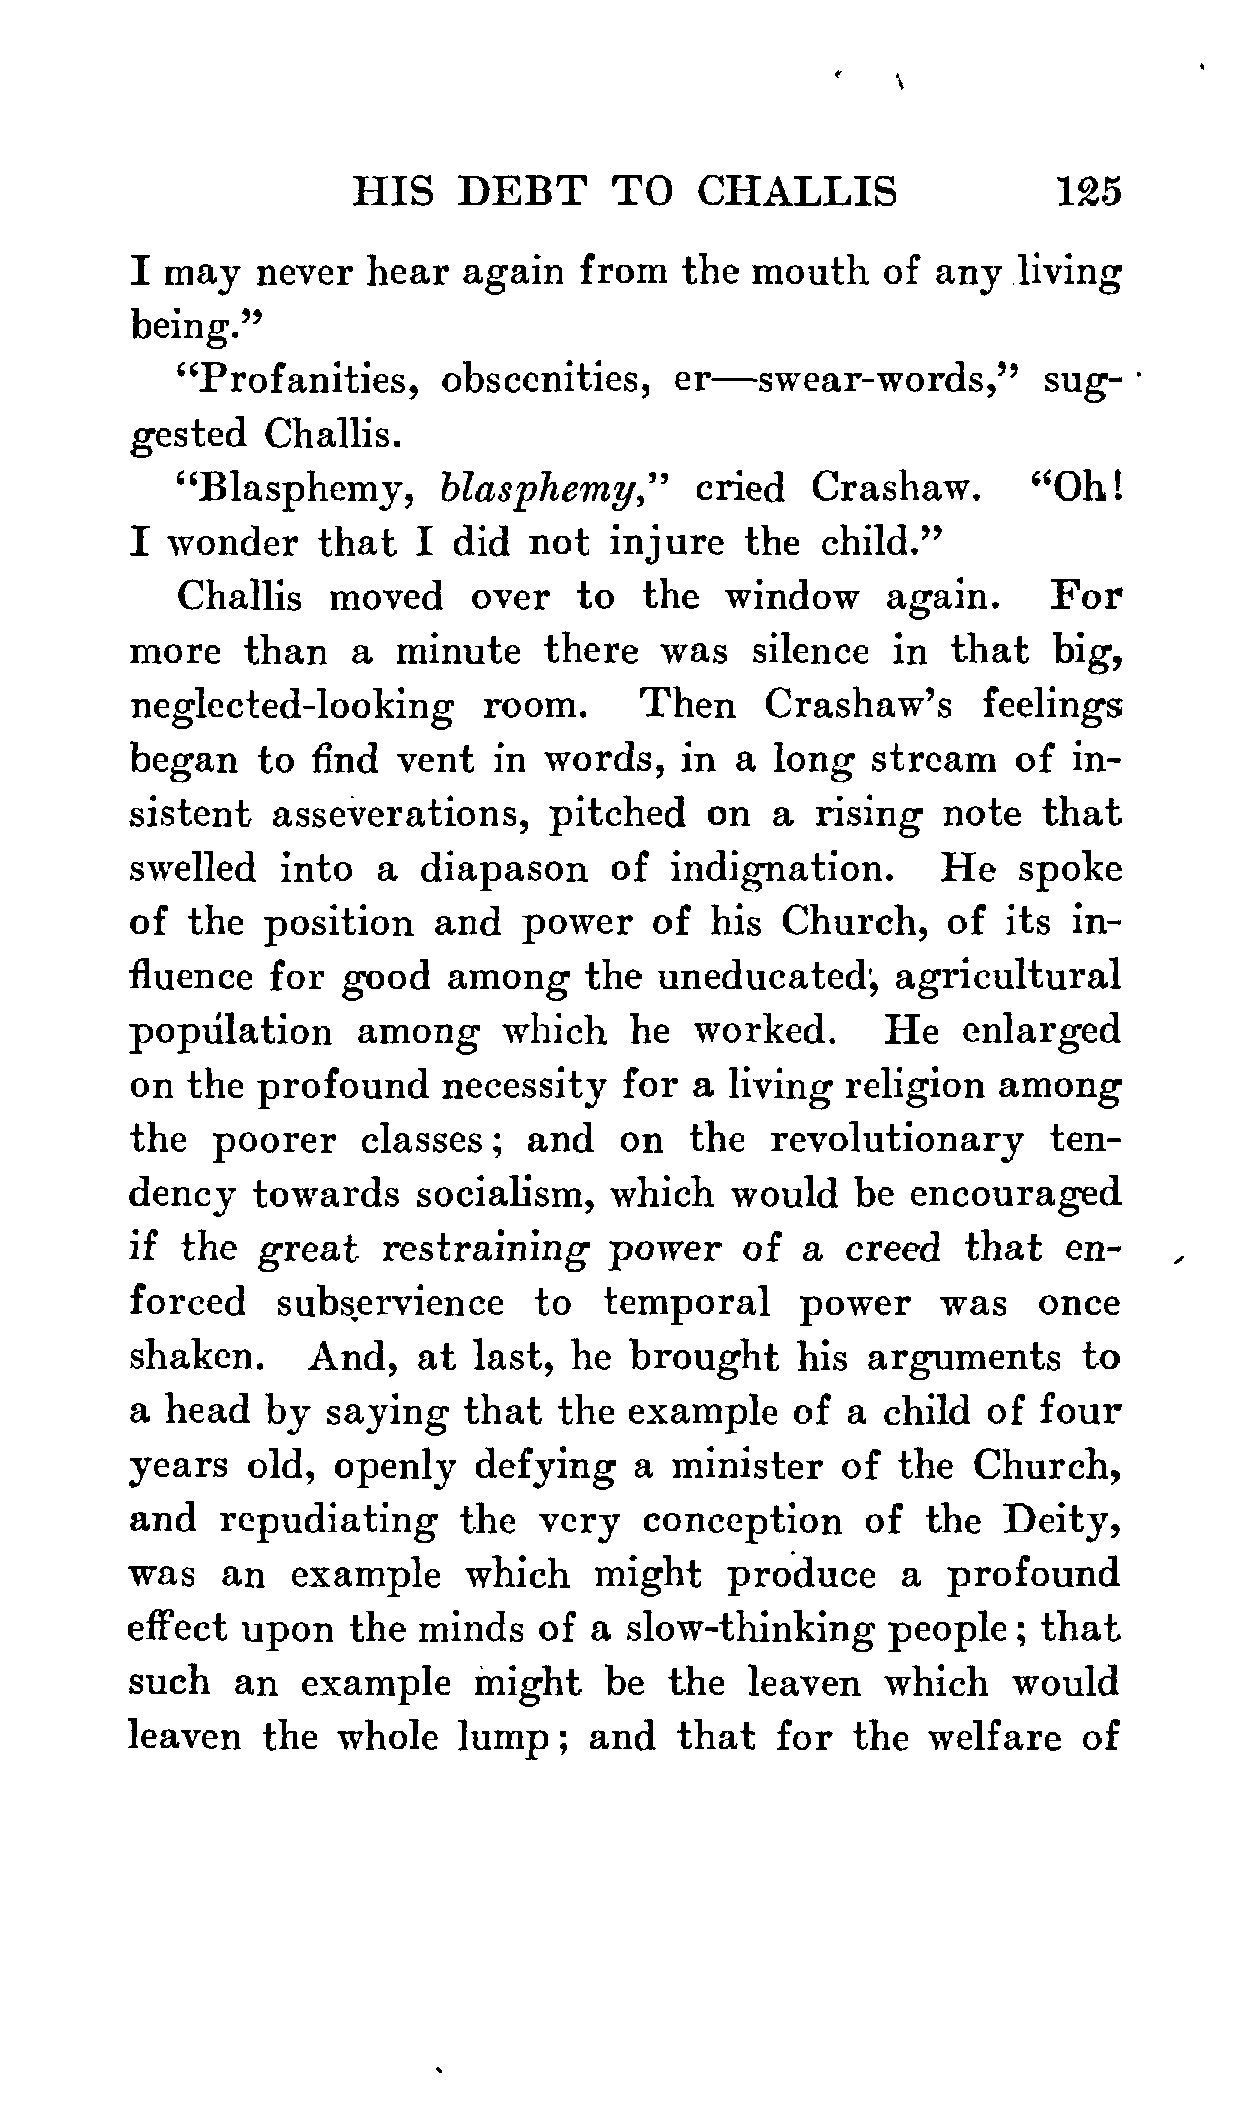 HIS DEBT TO CHALLIS 125
I may never hear again from the mouth of any living
being."
"Profanities, obscenities, er—swear-words," sug-
gested Challis.
"Blasphemy, blasphemy," cried Crashaw. "Oh!
I wonder that I did not injure the child."
Challis moved over to the window again. For
more than a minute there was silence in that big,
neglected-looking room. Then Crashaw's feelings
began to find vent in words, in a long stream of in-
sistent asseverations, pitched on a rising note that
swelled into a diapason of indignation. He spoke
of the position and power of his Church, of its in-
fluence for good among the uneducated, agricultural
population among which he worked. He enlarged
on the profound necessity for a living religion among
the poorer classes; and on the revolutionary ten-
dency towards socialism, which would be encouraged
if the great restraining power of a creed that en-
forced subservience to temporal power was once
shaken. And, at last, he brought his arguments to
a head by saying that the example of a child of four
years old, openly defying a minister of the Church,
and repudiating the very conception of the Deity,
was an example which might produce a profound
effect upon the minds of a slow-thinking people; that
such an example might be the leaven which would
leaven the whole lump; and that for the welfare of